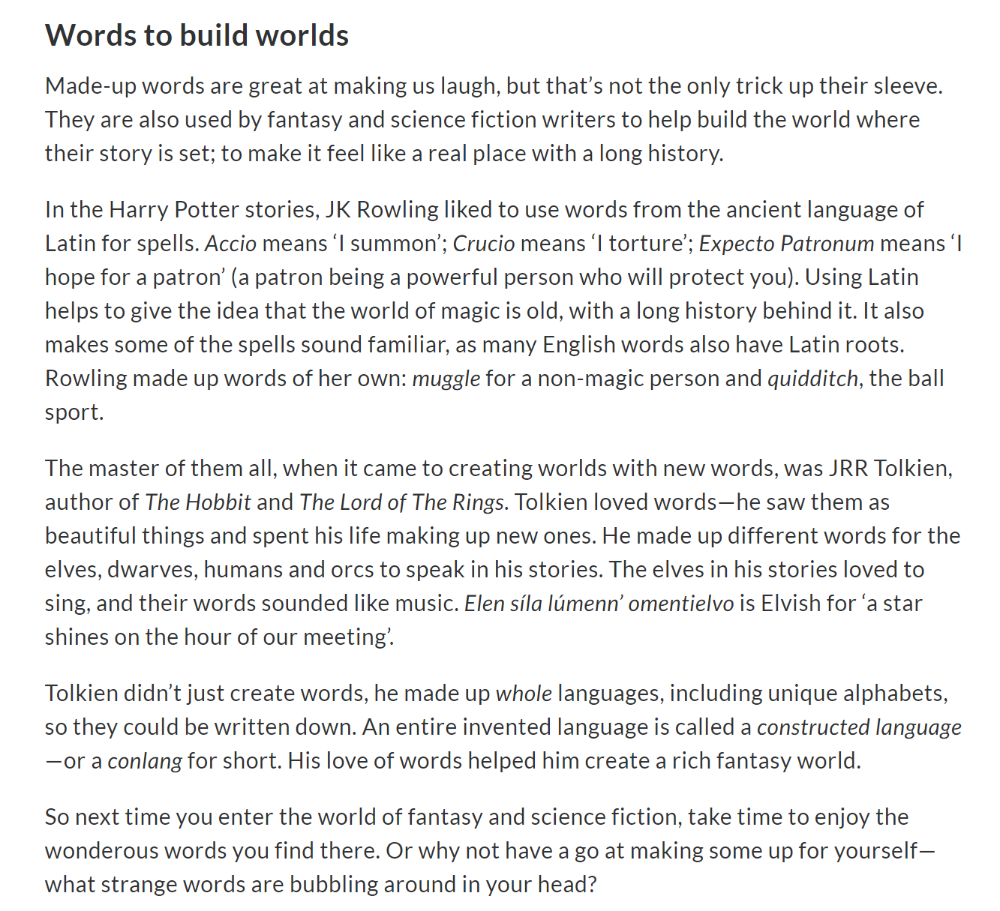 Words to build worlds
Made-up words are great at making us laugh, but that’s not the only trick up their sleeve.
They are also used by fantasy and science fiction writers to help build the world where
their story is set; to make it feel like a real place with a long history.
In the Harry Potter stories, JK Rowling liked to use words from the ancient language of
Latin for spells. Accio means ‘I summon’; Crucio means ‘I torture’; Expecto Patronum means ‘I
hope for a patron’ (a patron being a powerful person who will protect you). Using Latin
helps to give the idea that the world of magic is old, with a long history behind it. It also
makes some of the spells sound familiar, as many English words also have Latin roots.
Rowling made up words of her own: muggle for a non-magic person and quidditch, the ball
sport.
The master of them all, when it came to creating worlds with new words, was JRR Tolkien,
author of The Hobbit and The Lord of The Rings. Tolkien loved words—he saw them as
beautiful things and spent his life making up new ones. He made up different words for the
elves, dwarves, humans and orcs to speak in his stories. The elves in his stories loved to
sing, and their words sounded like music. Elen síla lúmenn’ omentielvo is Elvish for ‘a star
shines on the hour of our meeting’.
Tolkien didn’t just create words, he made up whole languages, including unique alphabets,
so they could be written down. An entire invented language is called a constructed language
—or a conlang for short. His love of words helped him create a rich fantasy world.
So next time you enter the world of fantasy and science fiction, take time to enjoy the
wonderous words you find there. Or why not have a go at making some up for yourself—
what strange words are bubbling around in your head?